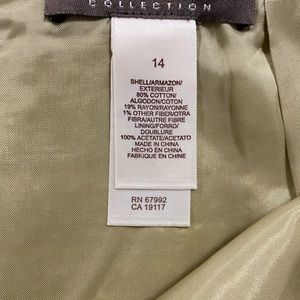 COLLECTION
14
SHELL/ARMAZON/
EXTERIEUR
80% COTTON/
ALGODON/COTON
19% RAYON/RAYONNE
1% OTHER FIBER/OTRA
FIBRA/AUTRE FIBRE
LINING/FORRO/
DOUBLURE
100% ACETATE/ACETATO
MADE IN CHINA
HECHO EN CHINA
FABRIQUE EN CHINE
RN 67992
CA 19117